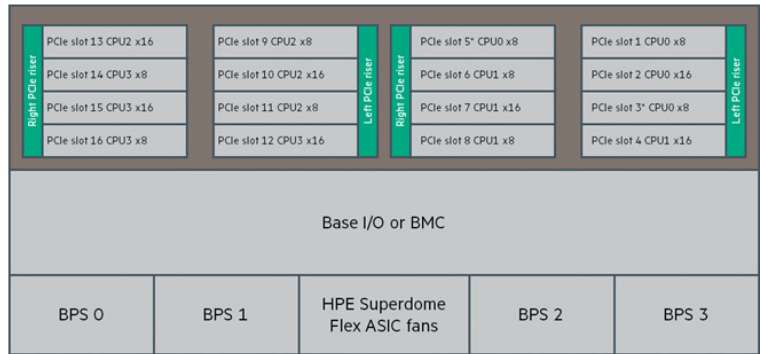 Right PCIe riser
PCIe slot 13 CPU2 x16
PCIe slot 14 CPU3 x8
PCIe slot 15 CPU3 x16
PCIe slot 16 CPU3 x8
PCIe slot 9 CPU2 x8
PCIe slot 10 CPU2 x16
PCIe slot 11 CPU2 x8
PCIe slot 12 CPU3 x16
Left PCIe riser
Right PCIe riser
PCIe slot 5* CPU0 x8
PCIe slot 6 CPU1 x8
PCIe slot 7 CPU1 x16
PCIe slot 8 CPU1 x8
PCIe slot 1 CPU0 x8
PCIe slot 2 CPU0 x16
PCIe slot 3* CPU0 x8
PCIe slot 4 CPU1 x16
Left PCIe riser
Base I/O or BMC
BPS 0
BPS 1
HPE Superdome
Flex ASIC fans
BPS 2
BPS 3